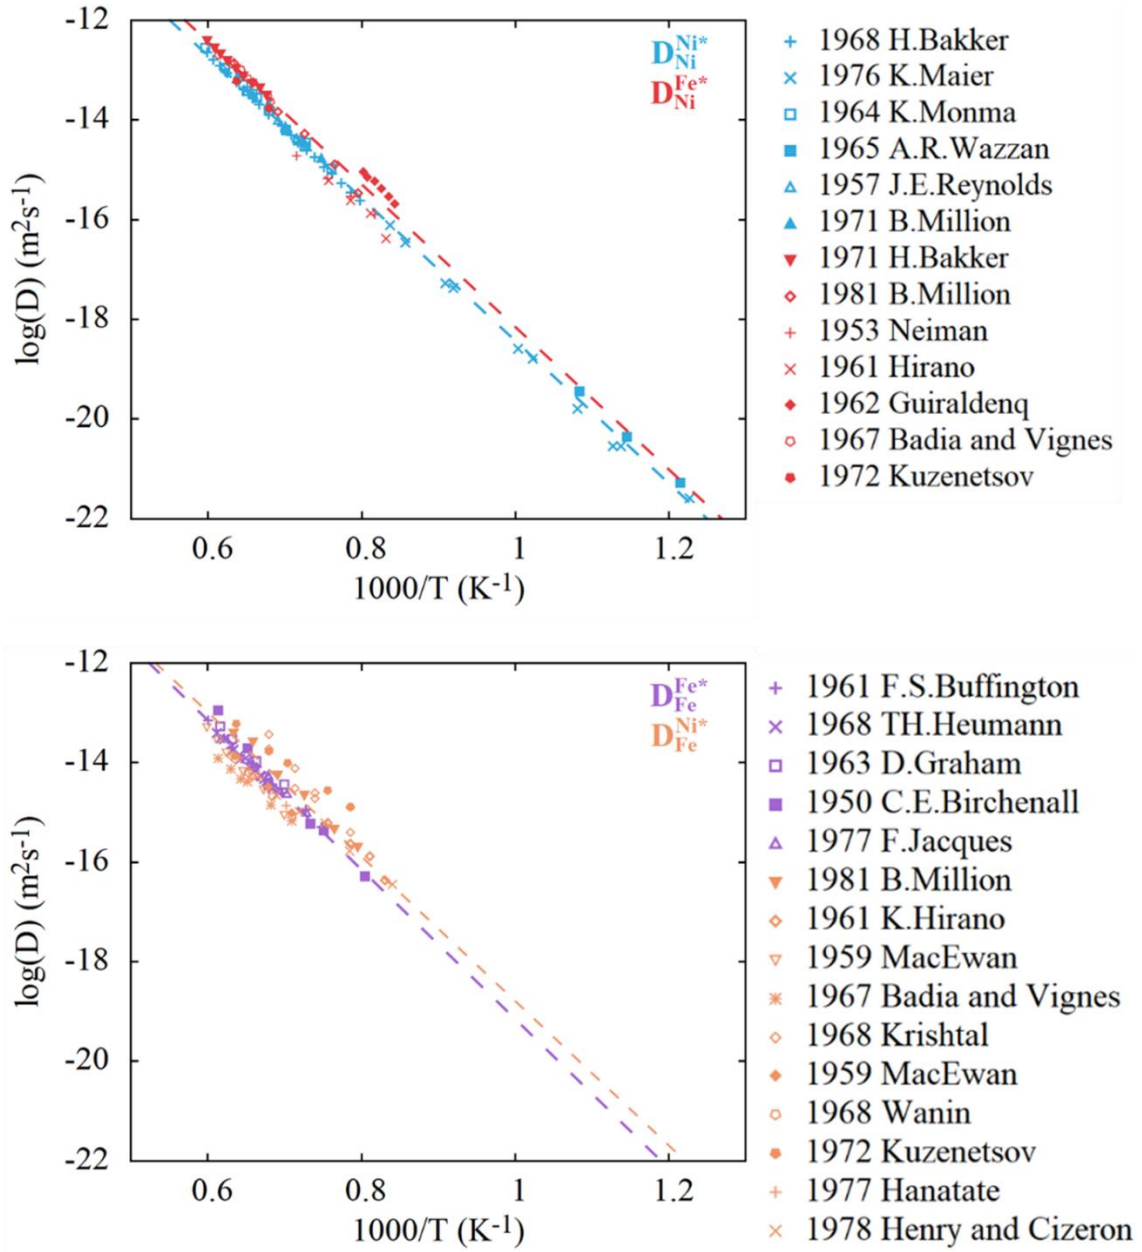 -12
-14
-16
-18
-20
-22
log(D) (m²s⁻¹)
0.6 0.8 1 1.2
1000/T (K⁻¹)
D_Ni^Ni*
D_Ni^Fe*
1968 H.Bakker
1976 K.Maier
1964 K.Monma
1965 A.R.Wazzan
1957 J.E.Reynolds
1971 B.Million
1971 H.Bakker
1981 B.Million
1953 Neiman
1961 Hirano
1962 Guiraldenq
1967 Badia and Vignes
1972 Kuzenetsov
-12
-14
-16
-18
-20
-22
log(D) (m²s⁻¹)
0.6 0.8 1 1.2
1000/T (K⁻¹)
D_Fe^Fe*
D_Fe^Ni*
1961 F.S.Buffington
1968 TH.Heumann
1963 D.Graham
1950 C.E.Birchenall
1977 F.Jacques
1981 B.Million
1961 K.Hirano
1959 MacEwan
1967 Badia and Vignes
1968 Krishtal
1959 MacEwan
1968 Wanin
1972 Kuzenetsov
1977 Hanatate
1978 Henry and Cizeron